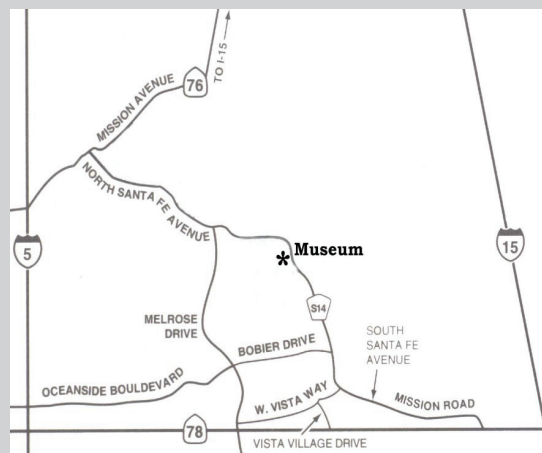 TO I-15
MISSION AVENUE
76
NORTH SANTA FE
AVENUE
5
Museum
15
S14
MELROSE
DRIVE
SOUTH
SANTA FE
AVENUE
BOBIER DRIVE
OCEANSIDE BOULDEVARD
W. VISTA WAY
MISSION ROAD
78
VISTA VILLAGE DRIVE